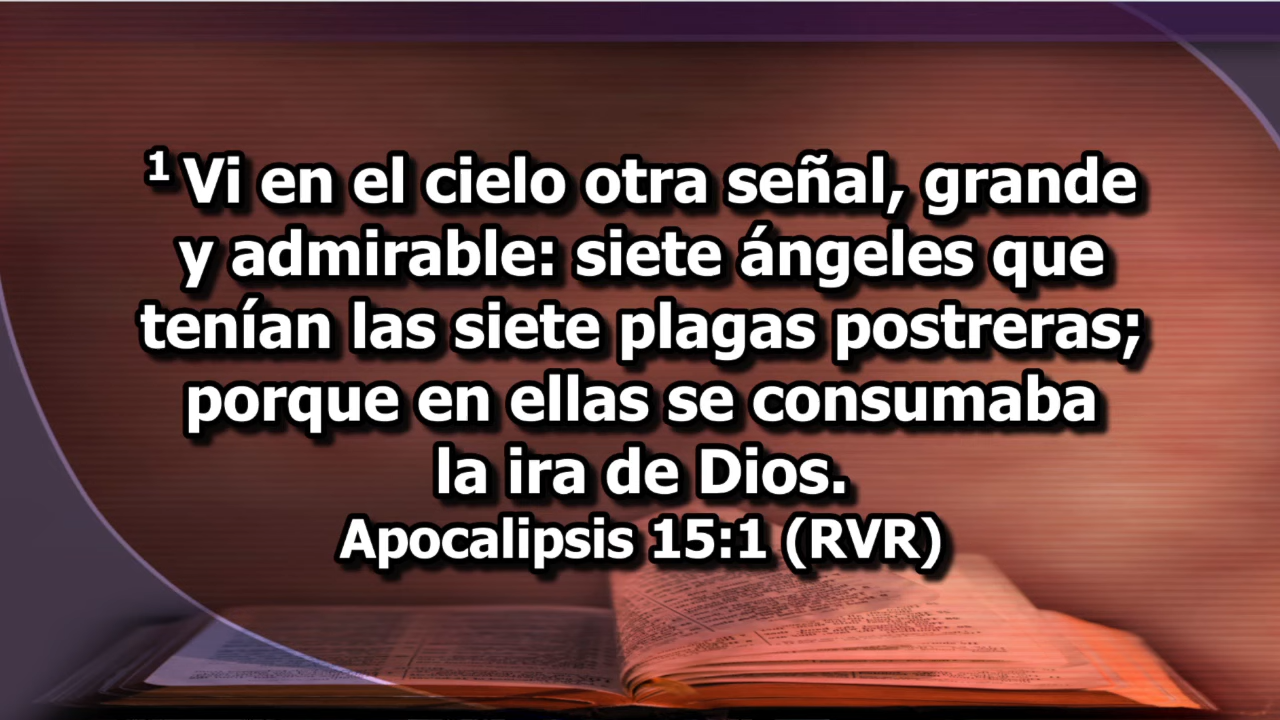 1 Vi en el cielo otra señal, grande
y admirable: siete ángeles que
tenían las siete plagas postreras;
porque en ellas se consumaba
la ira de Dios.
Apocalipsis 15:1 (RVR)